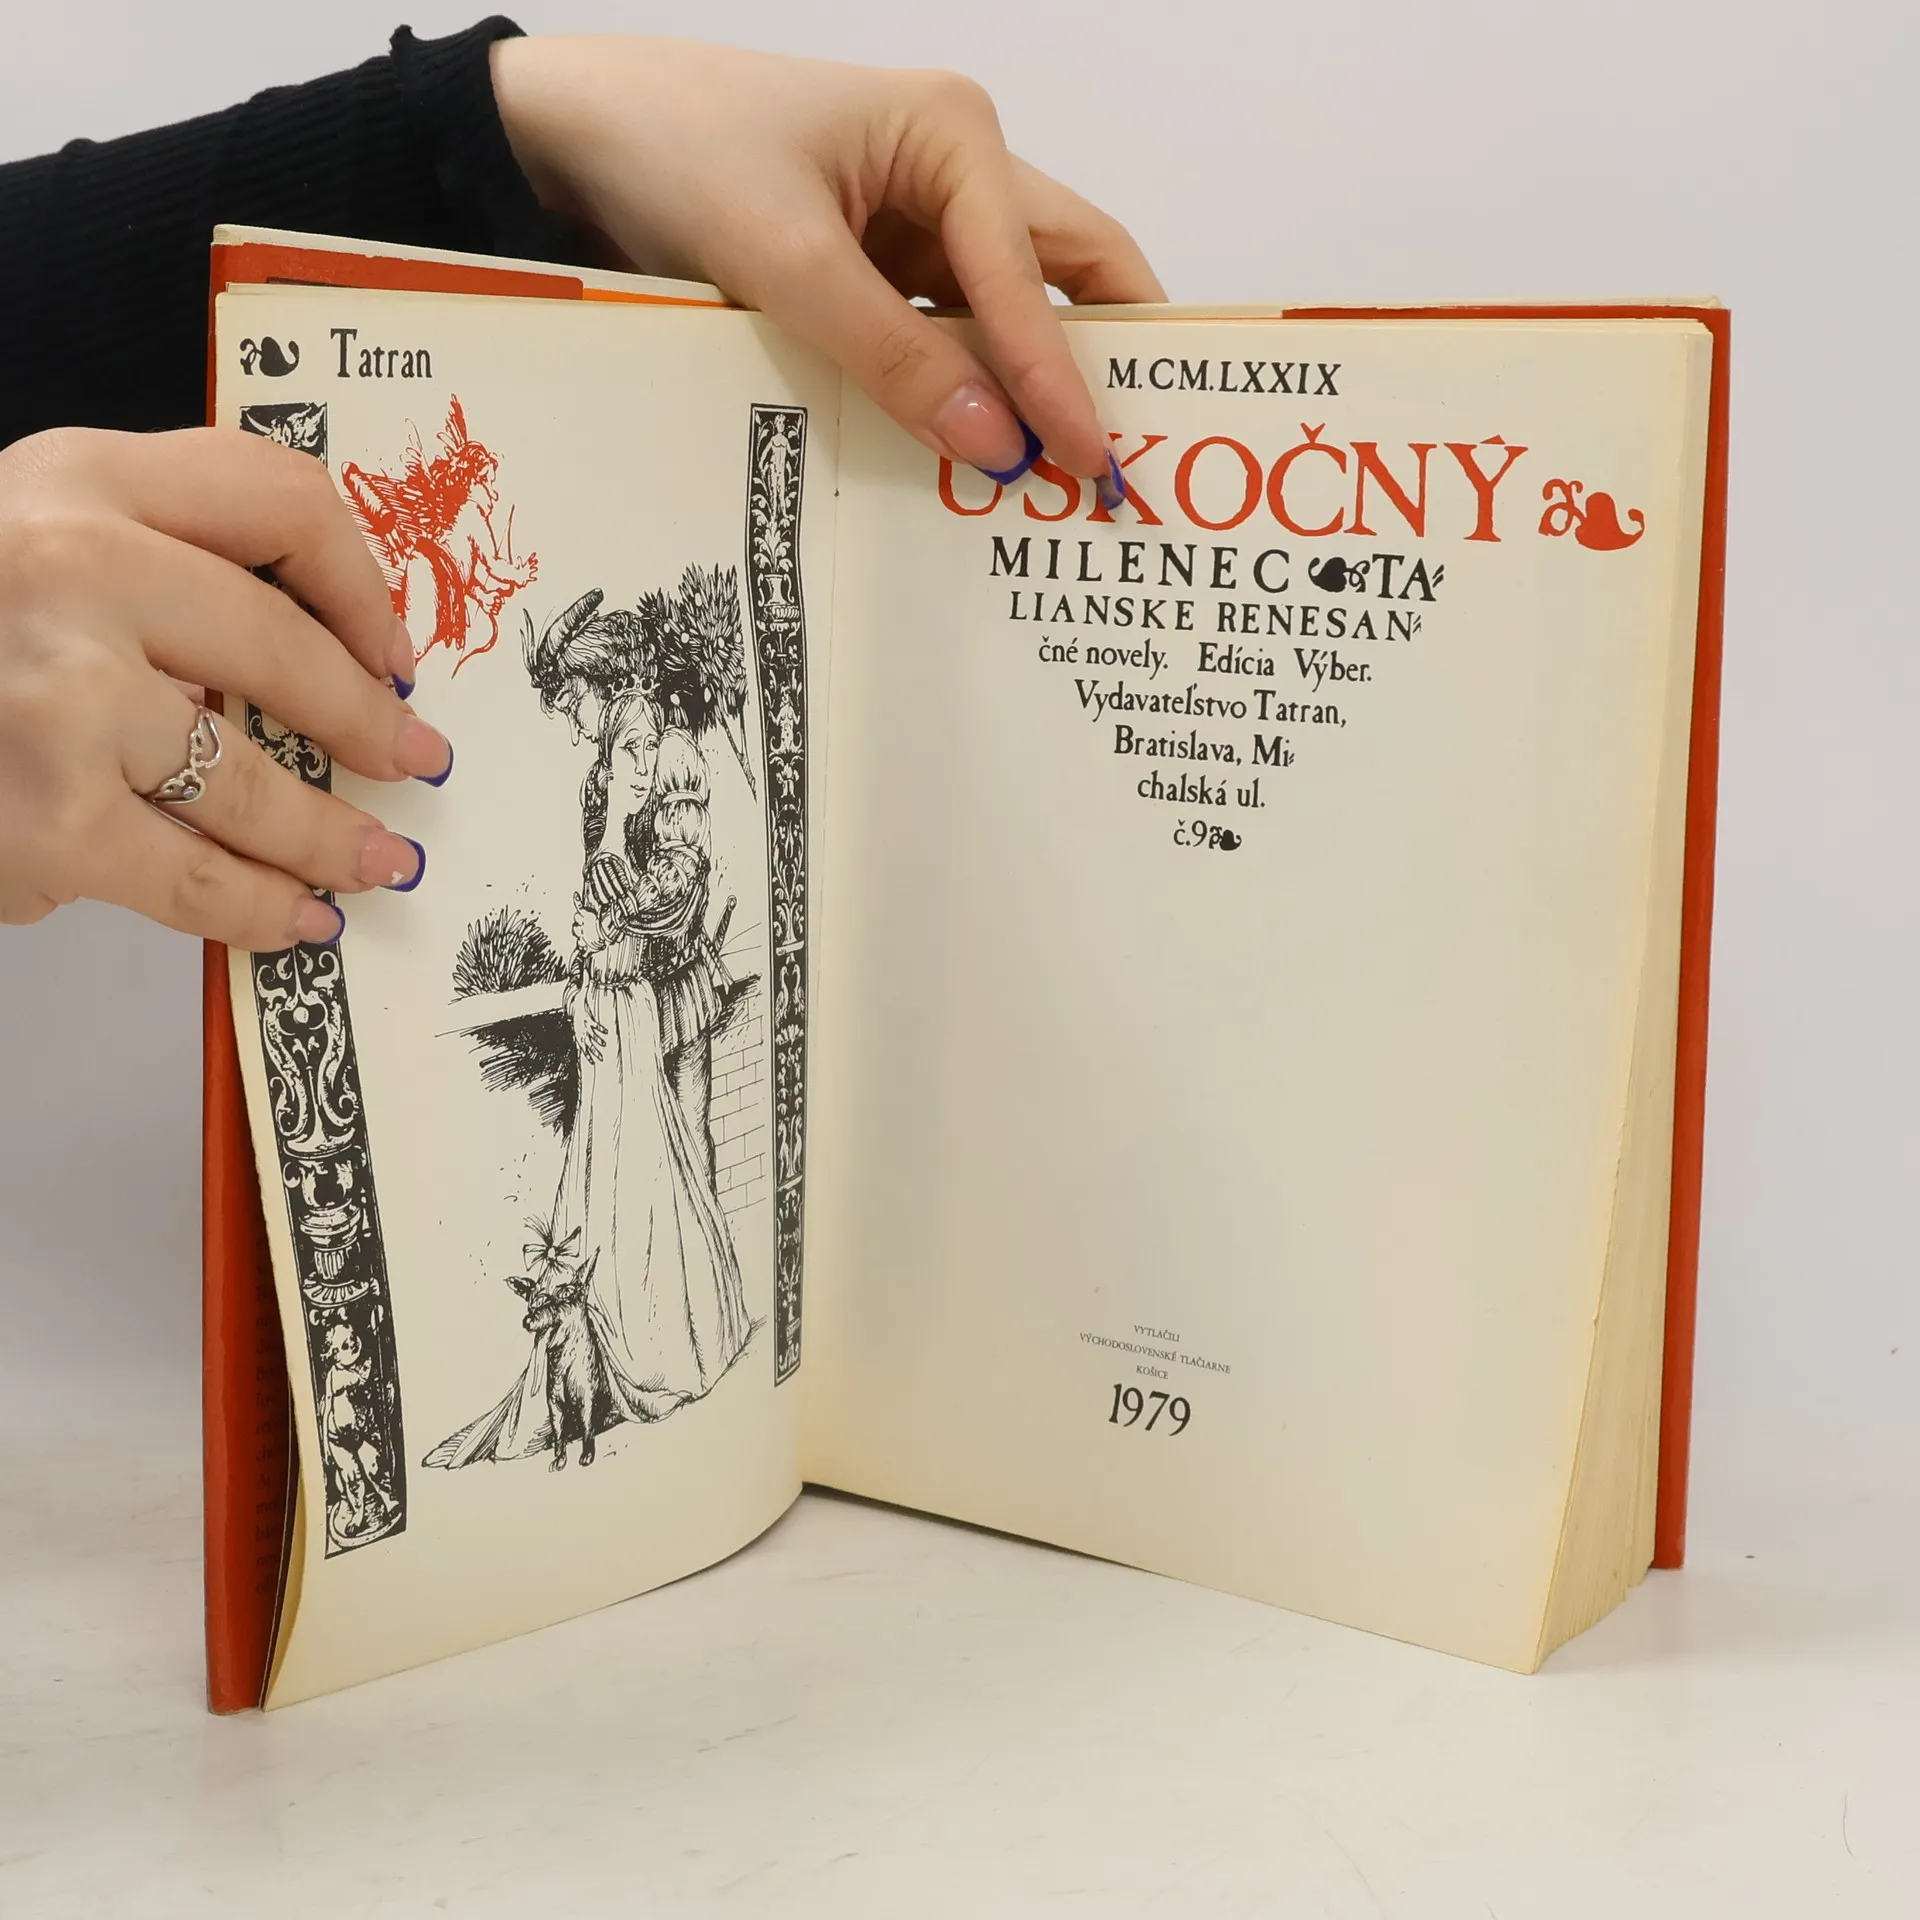 Tatran
M.CM.LXXIX
ÚSKOČNÝ
MILENEC TA-
LIANSKE RENESAN-
čné novely. Edícia Výber.
Vydavateľstvo Tatran,
Bratislava, Mi-
chalská ul.
č.9
VYTLAČILI
VÝCHODOSLOVENSKÉ TLAČIARNE
KOŠICE
1979